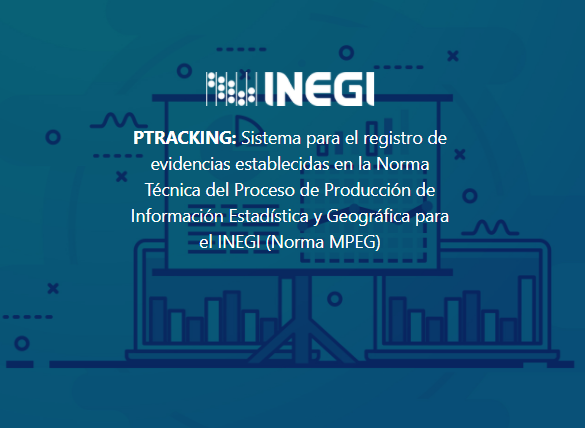 INEGI
PTRACKING: Sistema para el registro de
evidencias establecidas en la Norma
Técnica del Proceso de Producción de
Información Estadística y Geográfica para
el INEGI (Norma MPEG)